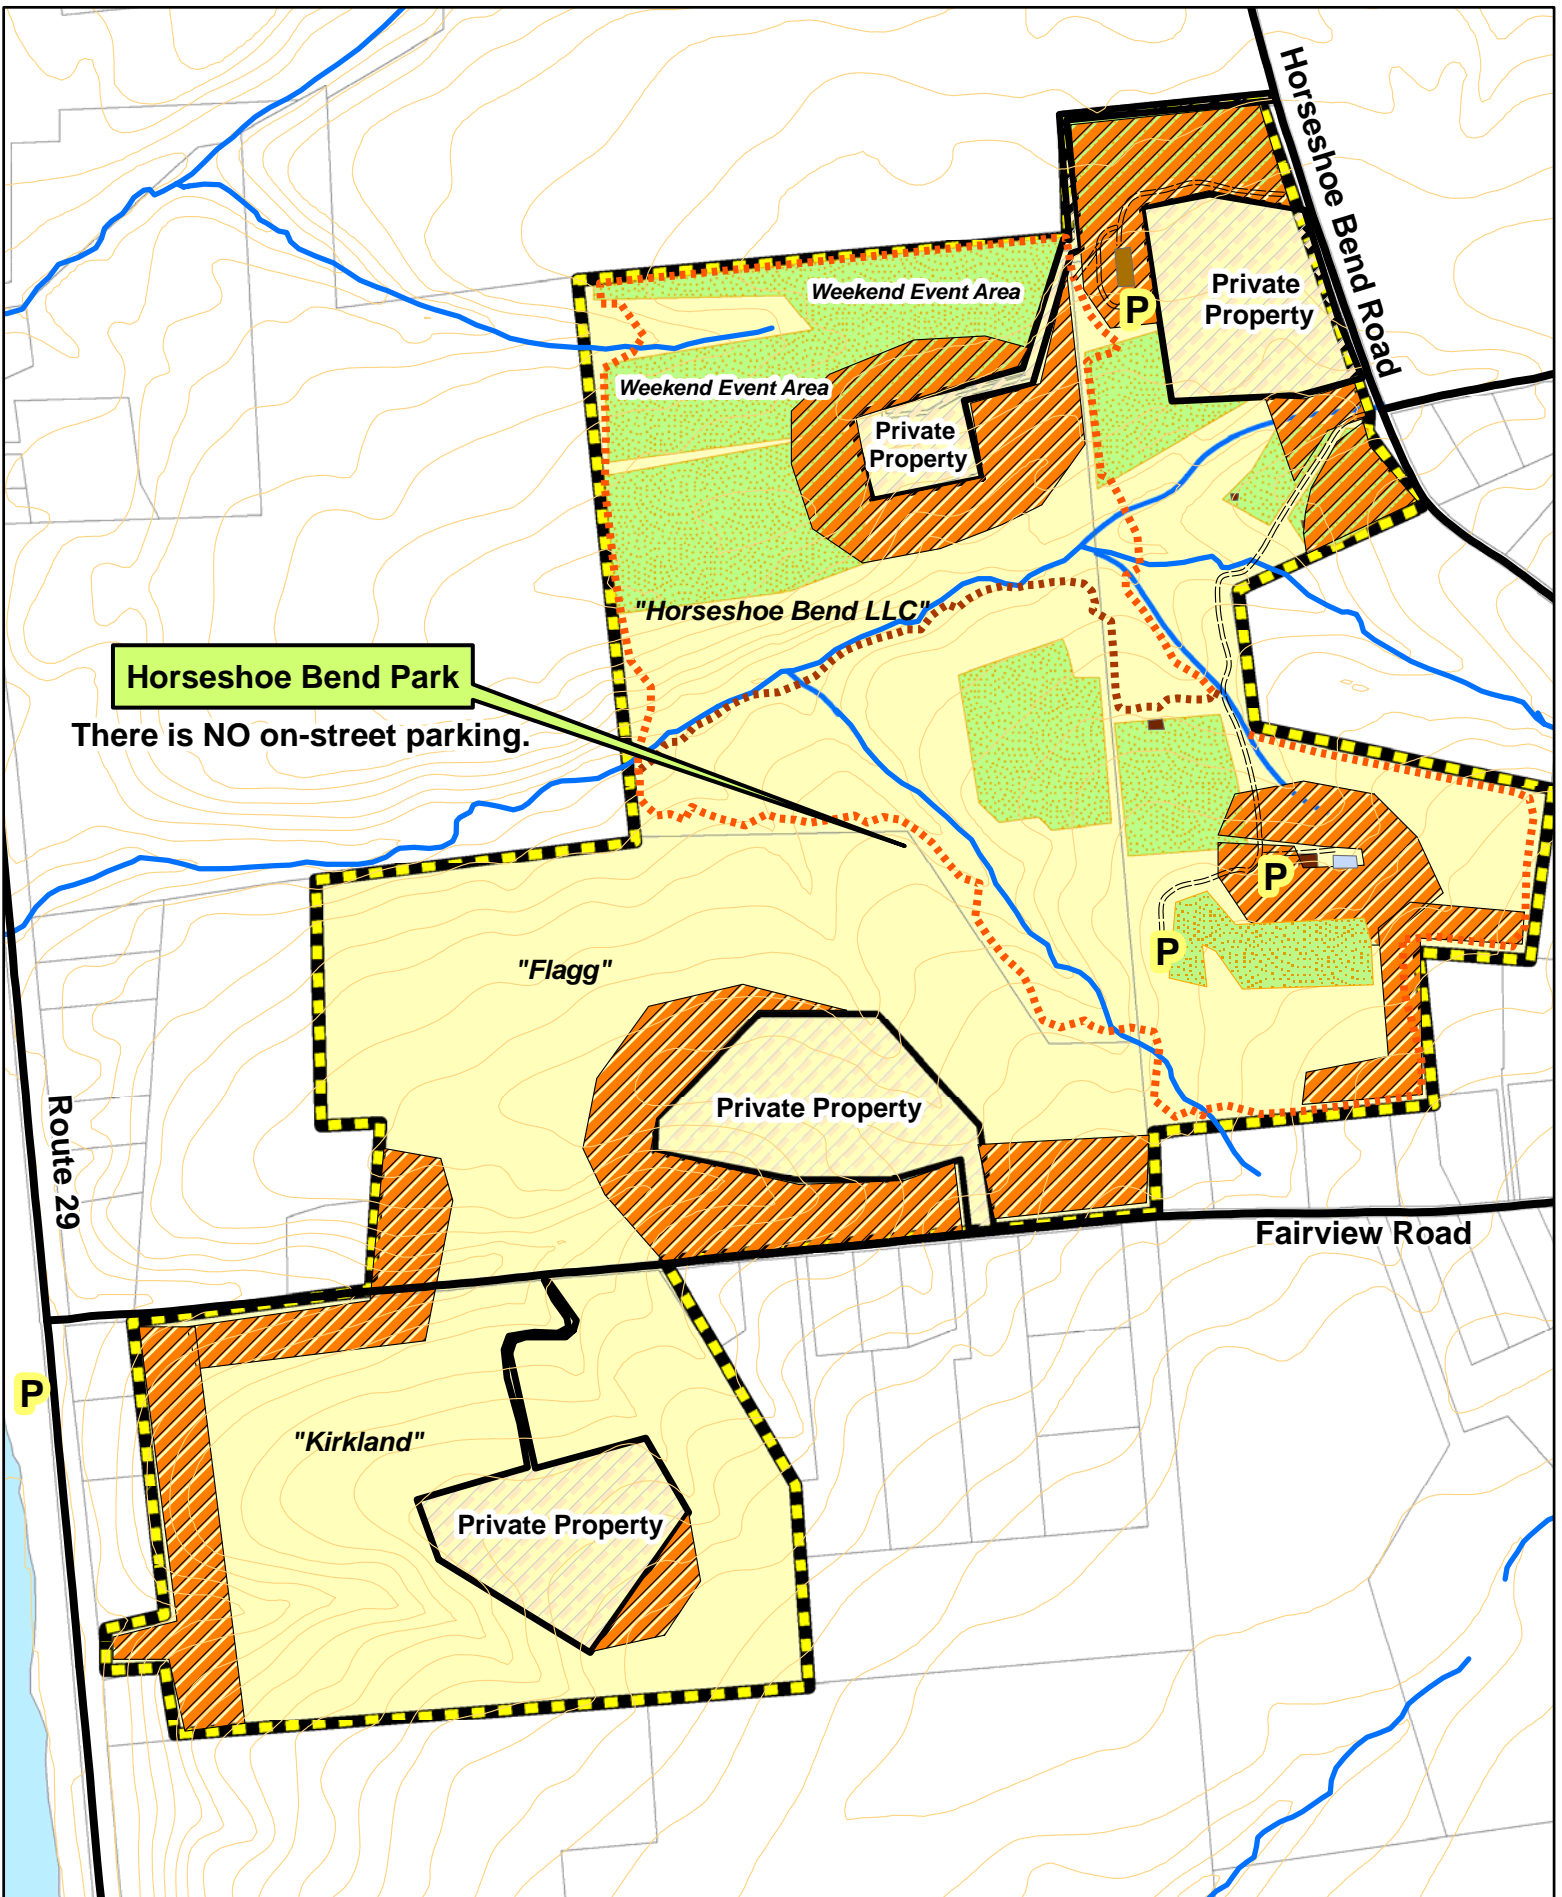 Horseshoe Bend Road
Weekend Event Area
Private
Property
P
Weekend Event Area
Private
Property
"Horseshoe Bend LLC"
Horseshoe Bend Park
There is NO on-street parking.
P
P
"Flagg"
Private Property
Route 29
Fairview Road
P
"Kirkland"
Private Property